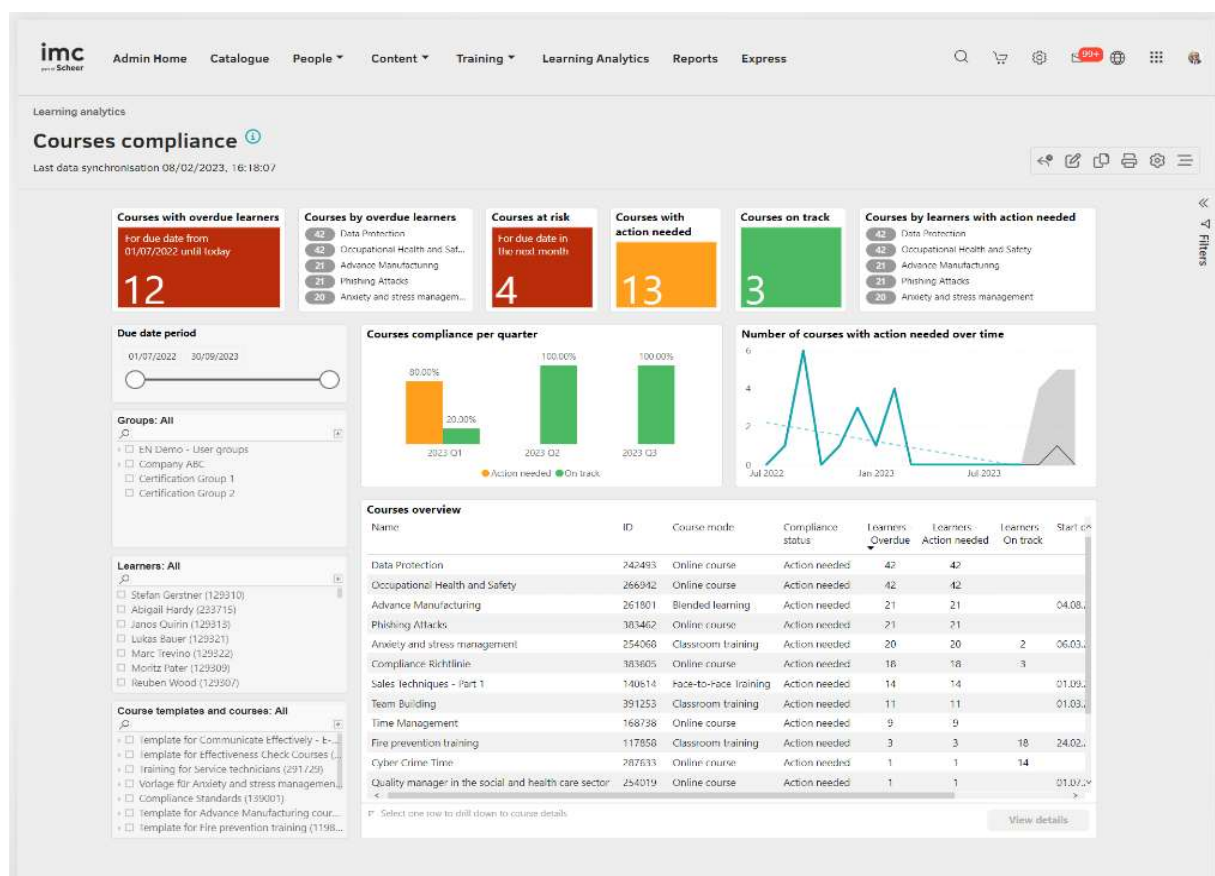 imc
part of Scheer
Admin Home Catalogue People Content Training Learning Analytics Reports Express
99+
Learning analytics
Courses compliance
Last data synchronisation 08/02/2023, 16:18:07
Filters
Courses with overdue learners
For due date from
01/07/2022 until today
12
Courses by overdue learners
42 Data Protection
42 Occupational Health and Saf...
21 Advance Manufacturing
21 Phishing Attacks
20 Anxiety and stress managem...
Courses at risk
For due date in
the next month
4
Courses with
action needed
13
Courses on track
3
Courses by learners with action needed
42 Data Protection
42 Occupational Health and Safety
21 Advance Manufacturing
21 Phishing Attacks
20 Anxiety and stress management
Due date period
01/07/2022 30/09/2023
Groups: All
EN Demo - User groups
Company ABC
Certification Group 1
Certification Group 2
Learners: All
Stefan Gerstner (129310)
Abigail Hardy (233715)
Janos Quirin (129313)
Lukas Bauer (129321)
Marc Trevino (129322)
Moritz Pater (129309)
Reuben Wood (129307)
Course templates and courses: All
Template for Communicate Effectively - E-...
Template for Effectiveness Check Courses (...
Training for Service technicians (291729)
Vorlage für Anxiety and stress managemen...
Compliance Standards (139001)
Template for Advance Manufacturing cour...
Template for Fire prevention training (1198...
Courses compliance per quarter
80.00% 20.00% 100.00% 100.00%
2023 Q1 2023 Q2 2023 Q3
Action needed On track
Number of courses with action needed over time
6
4
2
0
Jul 2022 Jan 2023 Jul 2023
Courses overview
Name ID Course mode Compliance status Learners Overdue Learners Action needed Learners On track Start
Data Protection 242493 Online course Action needed 42 42
Occupational Health and Safety 266942 Online course Action needed 42 42
Advance Manufacturing 261801 Blended learning Action needed 21 21 04.08.
Phishing Attacks 383462 Online course Action needed 21 21
Anxiety and stress management 254068 Classroom training Action needed 20 20 2 06.03.
Compliance Richtlinie 383605 Online course Action needed 18 18 3
Sales Techniques - Part 1 140614 Face-to-Face Training Action needed 14 14 01.09.
Team Building 391253 Classroom training Action needed 11 11 01.03.
Time Management 168738 Online course Action needed 9 9
Fire prevention training 117858 Classroom training Action needed 3 3 18 24.02.
Cyber Crime Time 287633 Online course Action needed 1 1 14
Quality manager in the social and health care sector 254019 Online course Action needed 1 1 01.07.
Select one row to drill down to course details
View details